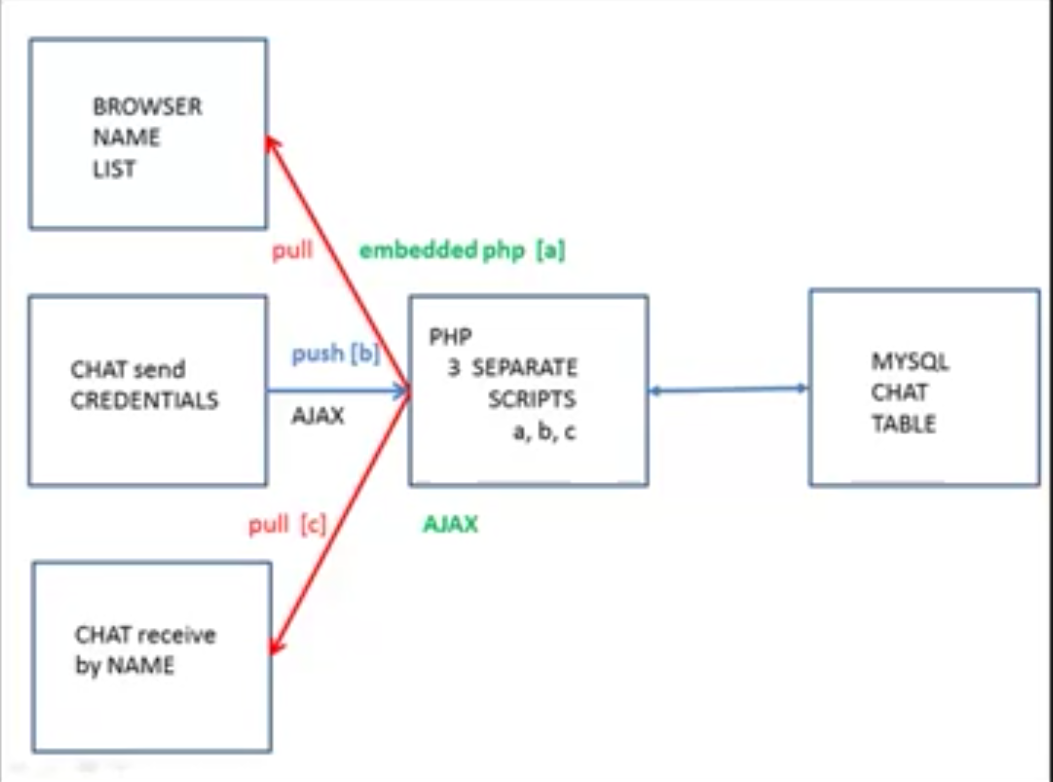 BROWSER
NAME
LIST
pull
embedded php [a]
CHAT send
CREDENTIALS
push [b]
AJAX
PHP
3 SEPARATE
SCRIPTS
a, b, c
MYSQL
CHAT
TABLE
pull [c]
AJAX
CHAT receive
by NAME